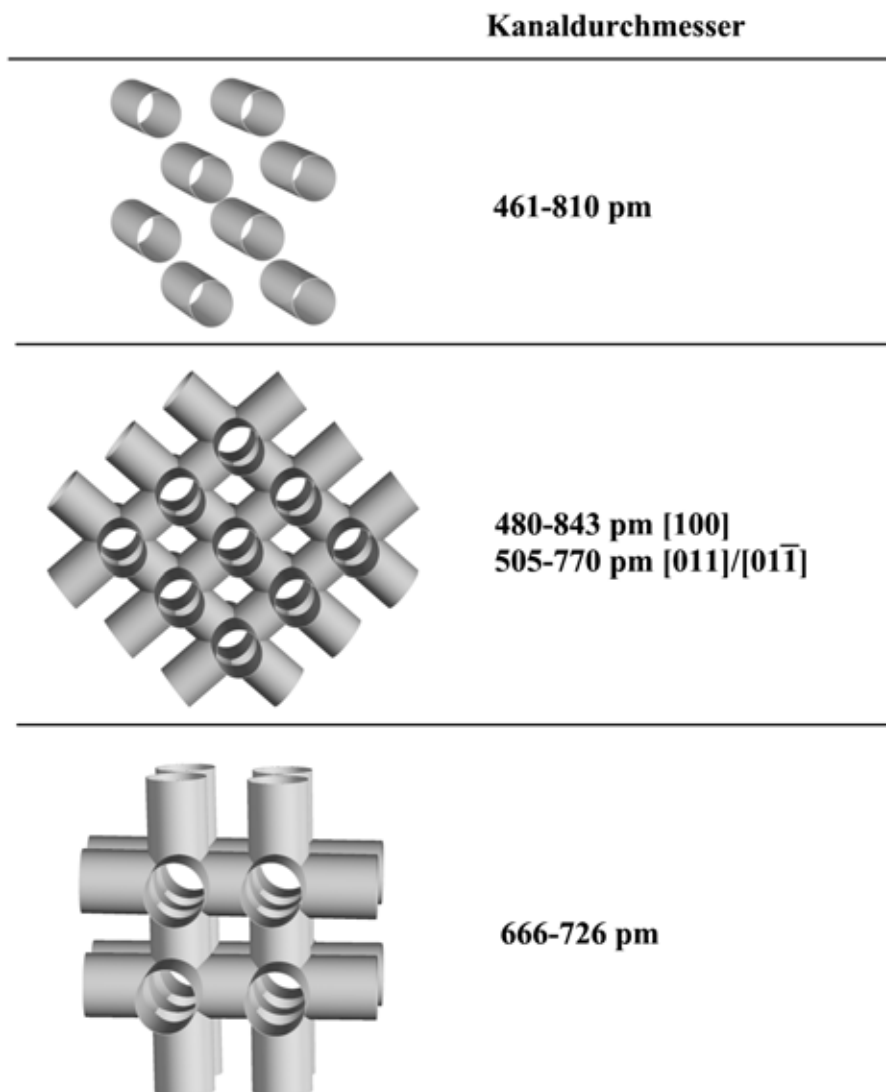 Kanaldurchmesser
461-810 pm
480-843 pm [100]
505-770 pm [011]/[011̅]
666-726 pm